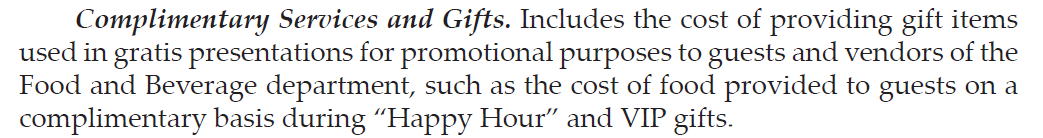 Complimentary Services and Gifts. Includes the cost of providing gift items
used in gratis presentations for promotional purposes to guests and vendors of the
Food and Beverage department, such as the cost of food provided to guests on a
complimentary basis during “Happy Hour” and VIP gifts.